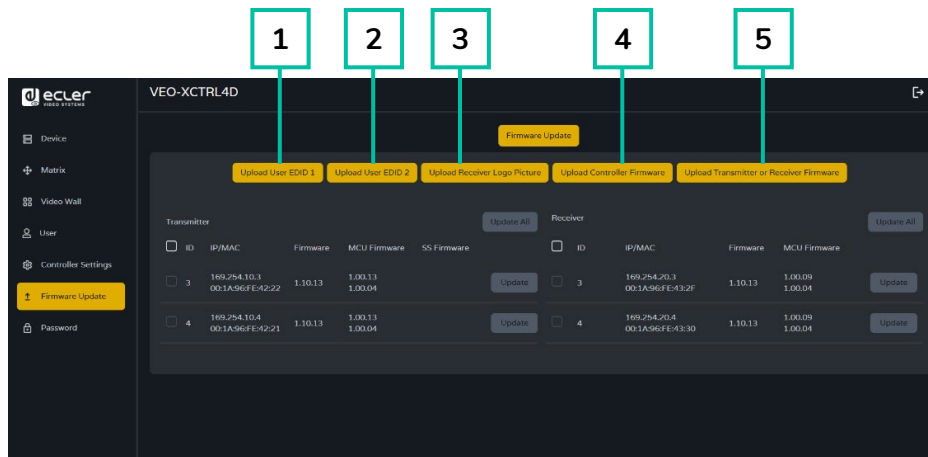 1 2 3 4 5
ecler
VIDEO SYSTEMS
VEO-XCTRL4D
Device
Matrix
Video Wall
User
Controller Settings
Firmware Update
Password
Firmware Update
Upload User EDID 1 Upload User EDID 2 Upload Receiver Logo Picture Upload Controller Firmware Upload Transmitter or Receiver Firmware
Transmitter Update All
ID IP/MAC Firmware MCU Firmware SS Firmware
3 169.254.10.3 1.10.13 1.00.13 Update
00:1A:96:FE:42:22 1.00.04
4 169.254.10.4 1.10.13 1.00.13 Update
00:1A:96:FE:42:21 1.00.04
Receiver Update All
ID IP/MAC Firmware MCU Firmware
3 169.254.20.3 1.10.13 1.00.09 Update
00:1A:96:FE:43:2F 1.00.04
4 169.254.20.4 1.10.13 1.00.09 Update
00:1A:96:FE:43:30 1.00.04